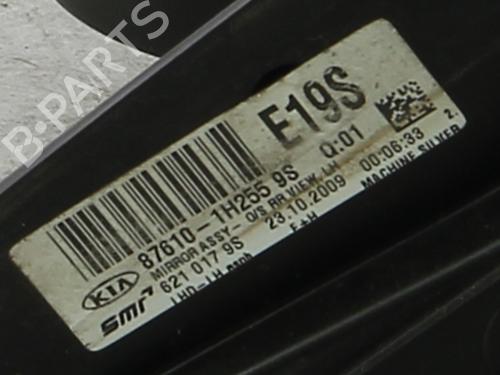 E19S
87610-1H255 9S Q:01
MIRROR ASSY- O/S RR VIEW, LH
621 017 9S 23.10.2009 00:06:33 2.
LHD-LH F+H MACHINE SILVER
KIA
SMR
B-PARTS